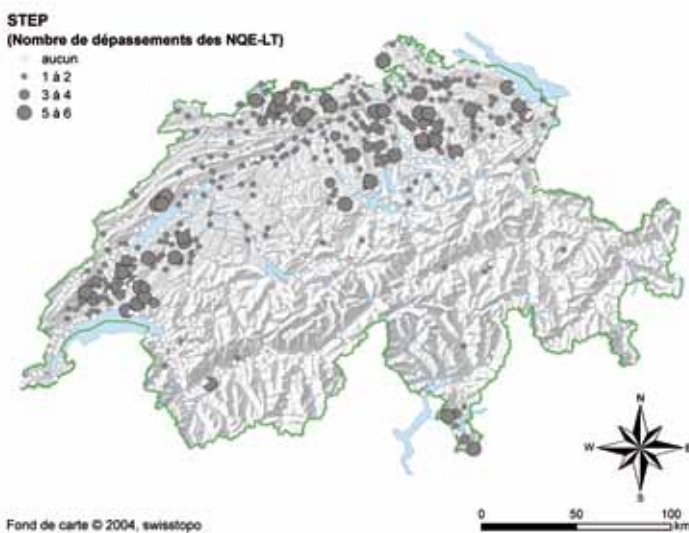 STEP
(Nombre de dépassements des NQE-LT)
aucun
1 à 2
3 à 4
5 à 6
N
W
E
S
0 50 100
km
Fond de carte © 2004, swisstopo